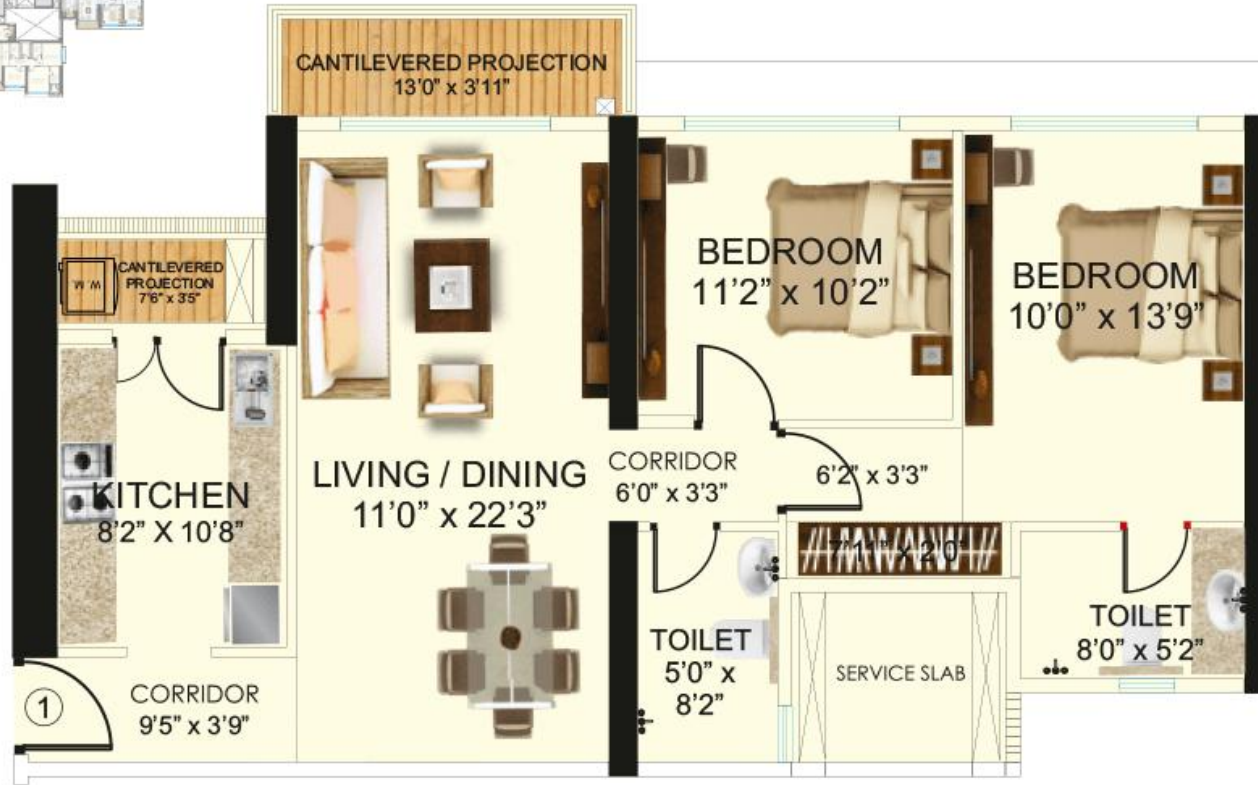 CANTILEVERED PROJECTION
13'0" x 3'11"
CANTILEVERED
PROJECTION
7'6" x 3'5"
W.M.
BEDROOM
11'2" x 10'2"
BEDROOM
10'0" x 13'9"
KITCHEN
8'2" X 10'8"
LIVING / DINING
11'0" x 22'3"
CORRIDOR
6'0" x 3'3"
6'2" x 3'3"
7'11" x 2'0"
TOILET
5'0" x
8'2"
SERVICE SLAB
TOILET
8'0" x 5'2"
1
CORRIDOR
9'5" x 3'9"